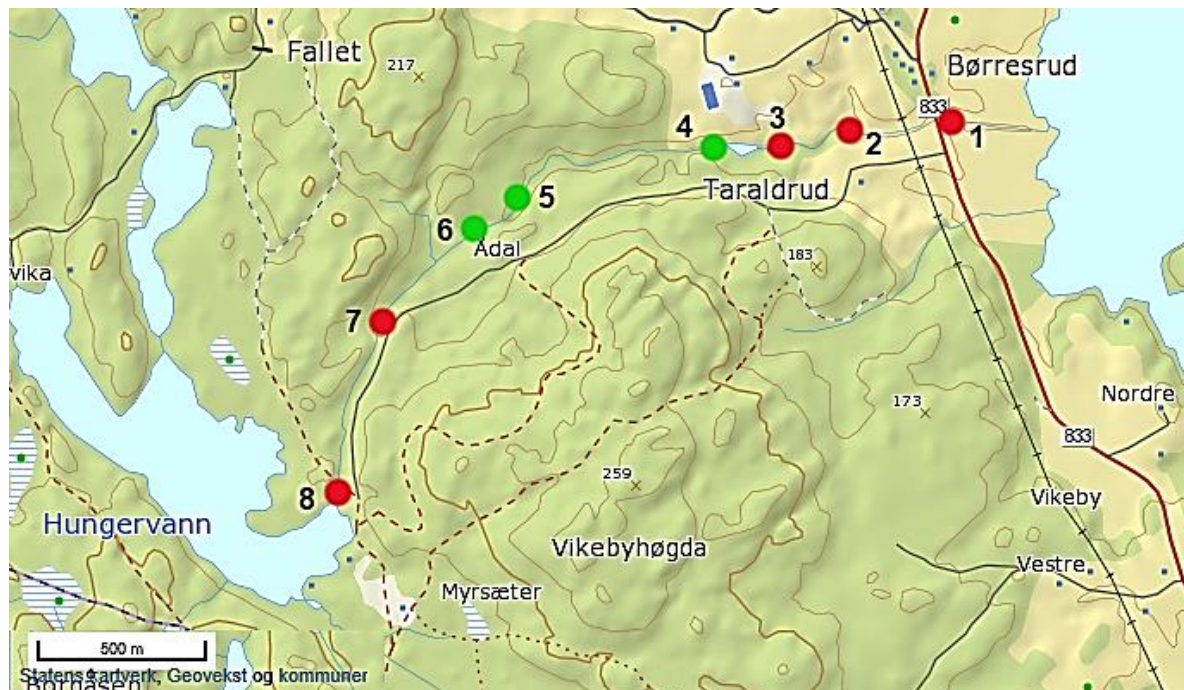 Fallet
217
Børresrud
833
1
2
3
4
Taraldrud
5
6
Ådal
183
vika
7
173
Nordre
833
259
8
Vikeby
Hungervann
Vikebyhøgda
Vestre
Myrsæter
500 m
Statens kartverk, Geovekst og kommuner